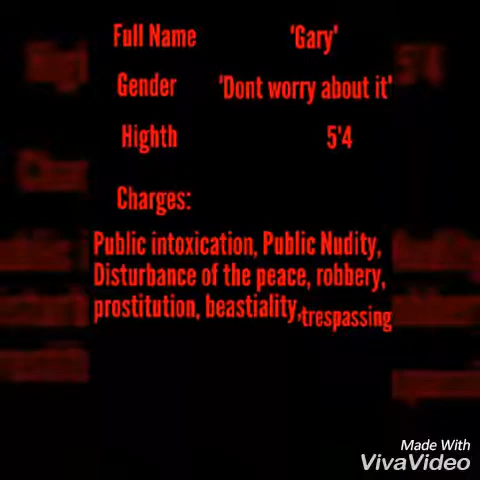 Full Name 'Gary'
Gender 'Dont worry about it'
Highth 5'4
Charges:
Public intoxication, Public Nudity,
Disturbance of the peace, robbery,
prostitution, beastiality,trespassing
Made With
VivaVideo